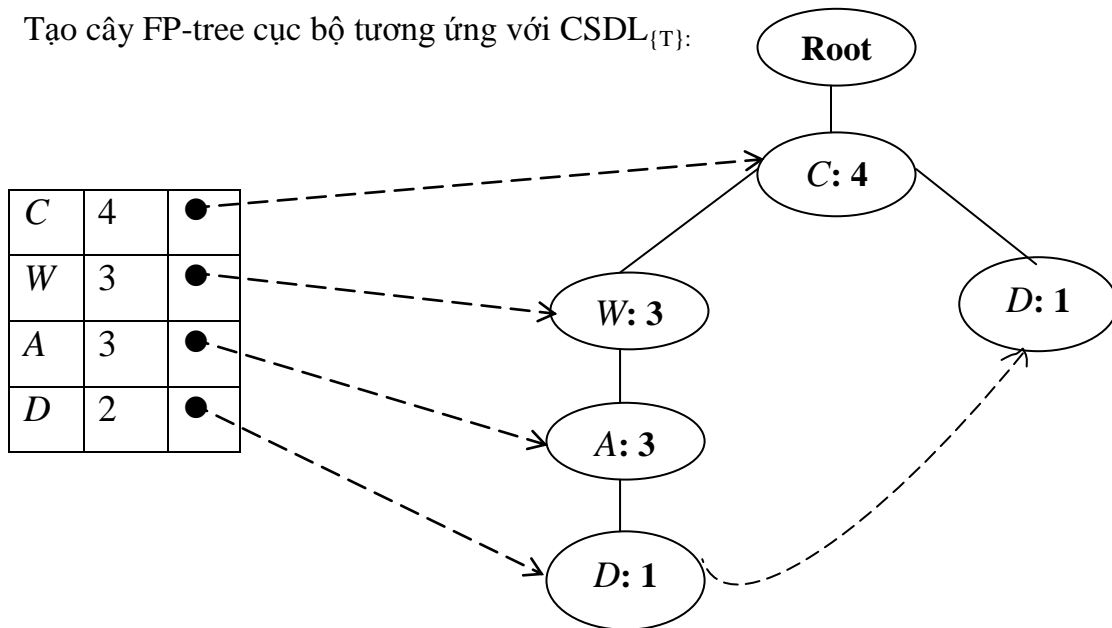 Tạo cây FP-tree cục bộ tương ứng với CSDL{T}:
Root
C: 4
C 4
W 3
A 3
D 2
W: 3
D: 1
A: 3
D: 1